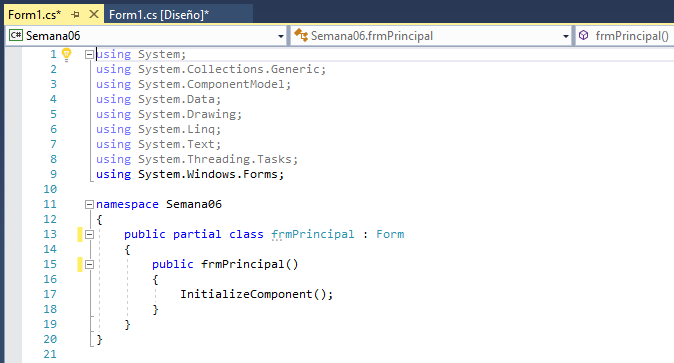 Form1.cs* Form1.cs [Diseño]*
C# Semana06 Semana06.frmPrincipal frmPrincipal()
1 using System;
2 using System.Collections.Generic;
3 using System.ComponentModel;
4 using System.Data;
5 using System.Drawing;
6 using System.Linq;
7 using System.Text;
8 using System.Threading.Tasks;
9 using System.Windows.Forms;
10
11 namespace Semana06
12 {
13 public partial class frmPrincipal : Form
14 {
15 public frmPrincipal()
16 {
17 InitializeComponent();
18 }
19 }
20 }
21